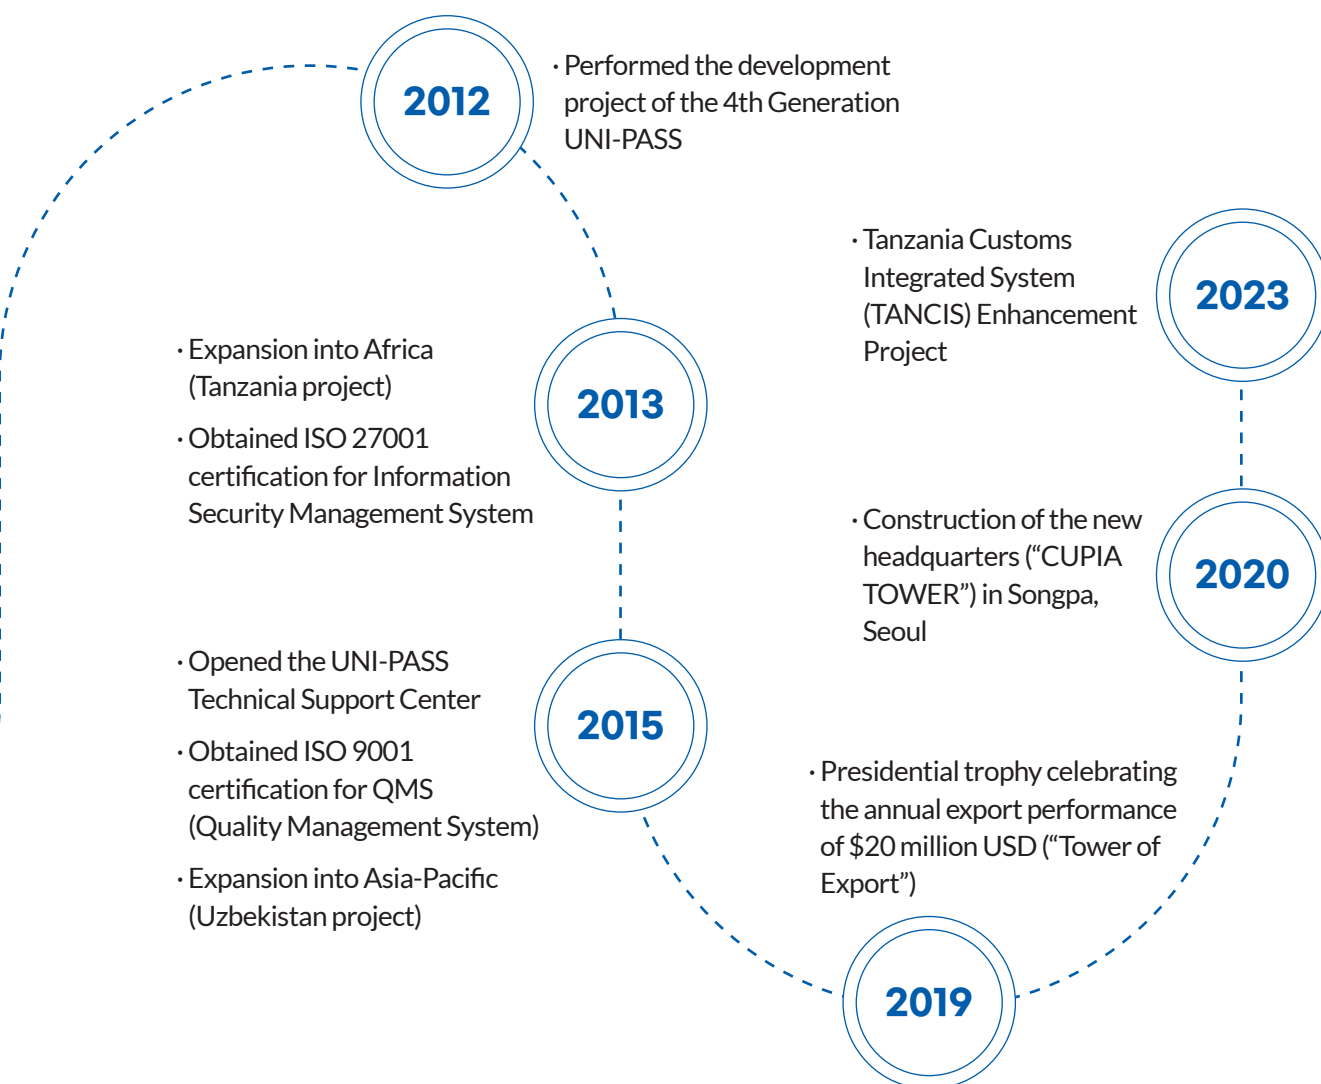 2012
· Performed the development
project of the 4th Generation
UNI-PASS
2013
· Expansion into Africa
(Tanzania project)
· Obtained ISO 27001
certification for Information
Security Management System
2015
· Opened the UNI-PASS
Technical Support Center
· Obtained ISO 9001
certification for QMS
(Quality Management System)
· Expansion into Asia-Pacific
(Uzbekistan project)
2019
· Presidential trophy celebrating
the annual export performance
of $20 million USD (“Tower of
Export”)
2020
· Construction of the new
headquarters (“CUPIA
TOWER”) in Songpa,
Seoul
2023
· Tanzania Customs
Integrated System
(TANCIS) Enhancement
Project